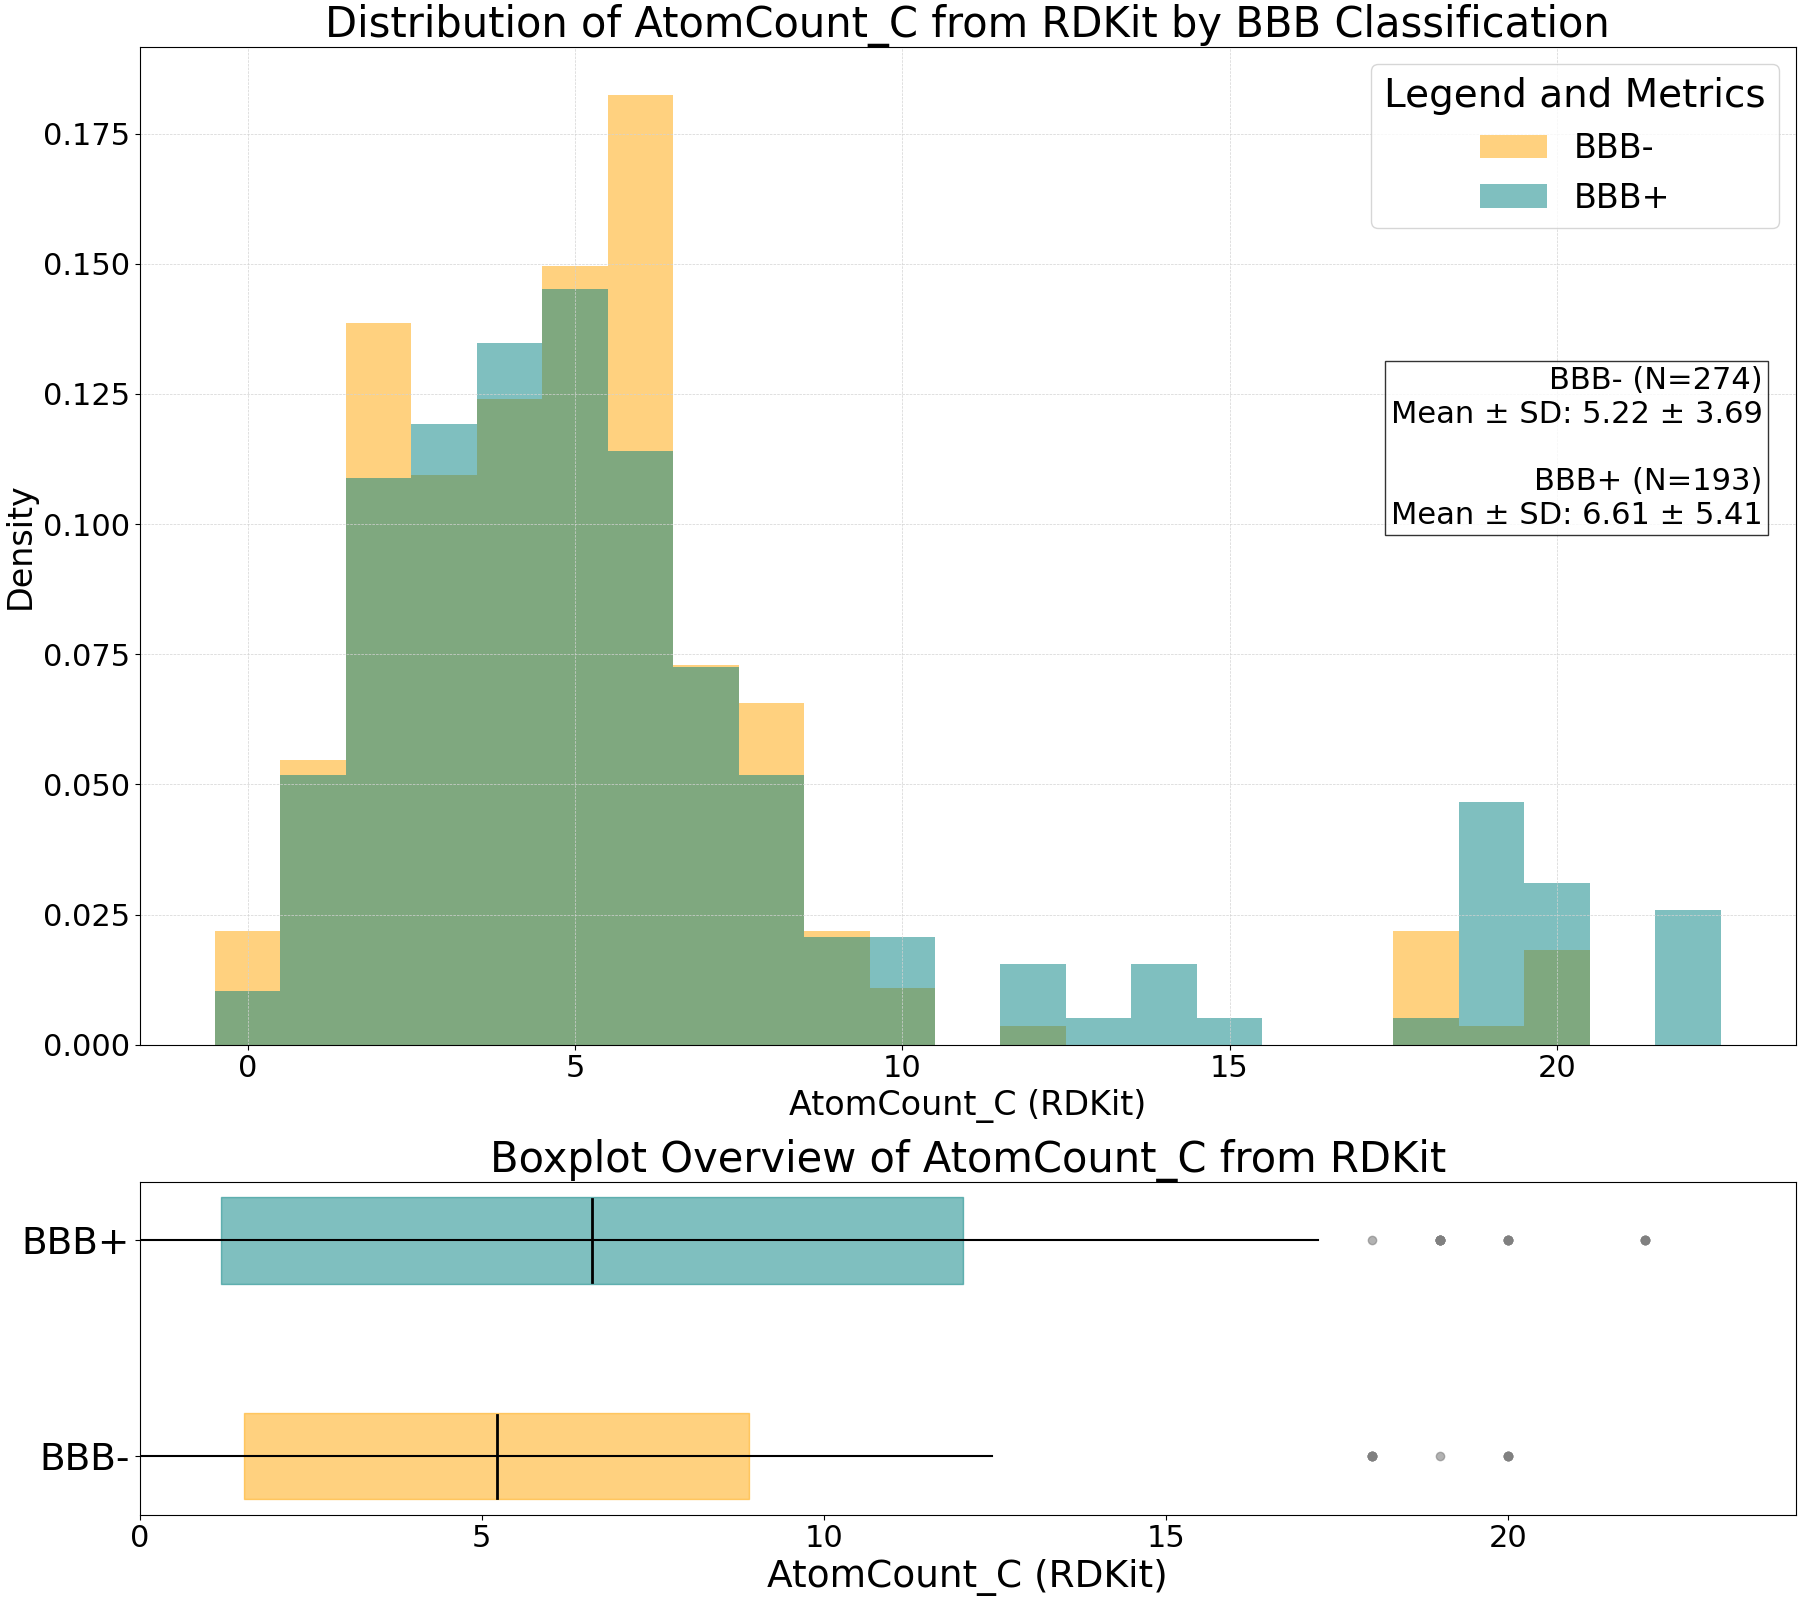 Distribution of AtomCount_C from RDKit by BBB Classification
Legend and Metrics
BBB-
BBB+
BBB- (N=274)
Mean ± SD: 5.22 ± 3.69
BBB+ (N=193)
Mean ± SD: 6.61 ± 5.41
Density
0.175
0.150
0.125
0.100
0.075
0.050
0.025
0.000
0 5 10 15 20
AtomCount_C (RDKit)
Boxplot Overview of AtomCount_C from RDKit
BBB+
BBB-
0 5 10 15 20
AtomCount_C (RDKit)